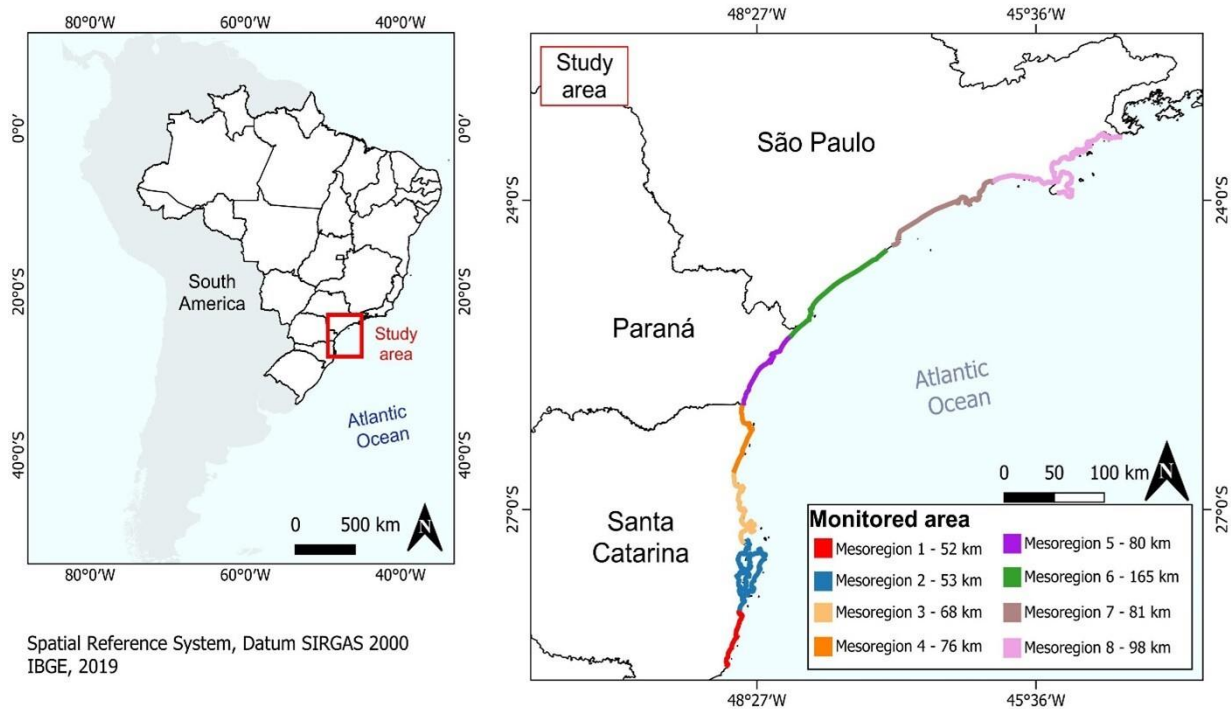 80°0'0"W
60°0'W
40°0'W
0°0'
20°0'S
40°0'S
0°0'
20°0'S
40°0'S
South
America
Study
area
Atlantic
Ocean
0 500 km
N
80°0'W
60°0'W
40°0'W
Spatial Reference System, Datum SIRGAS 2000
IBGE, 2019
48°27'W
45°36'W
24°0'S
27°0'S
24°0'S
27°0'S
Study
area
São Paulo
Paraná
Santa
Catarina
Atlantic
Ocean
0 50 100 km
N
Monitored area
Mesoregion 1 - 52 km
Mesoregion 2 - 53 km
Mesoregion 3 - 68 km
Mesoregion 4 - 76 km
Mesoregion 5 - 80 km
Mesoregion 6 - 165 km
Mesoregion 7 - 81 km
Mesoregion 8 - 98 km
48°27'W
45°36'W